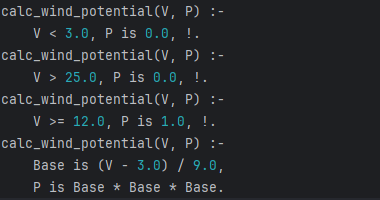 calc_wind_potential(V, P) :-
    V < 3.0, P is 0.0, !.
calc_wind_potential(V, P) :-
    V > 25.0, P is 0.0, !.
calc_wind_potential(V, P) :-
    V >= 12.0, P is 1.0, !.
calc_wind_potential(V, P) :-
    Base is (V - 3.0) / 9.0,
    P is Base * Base * Base.